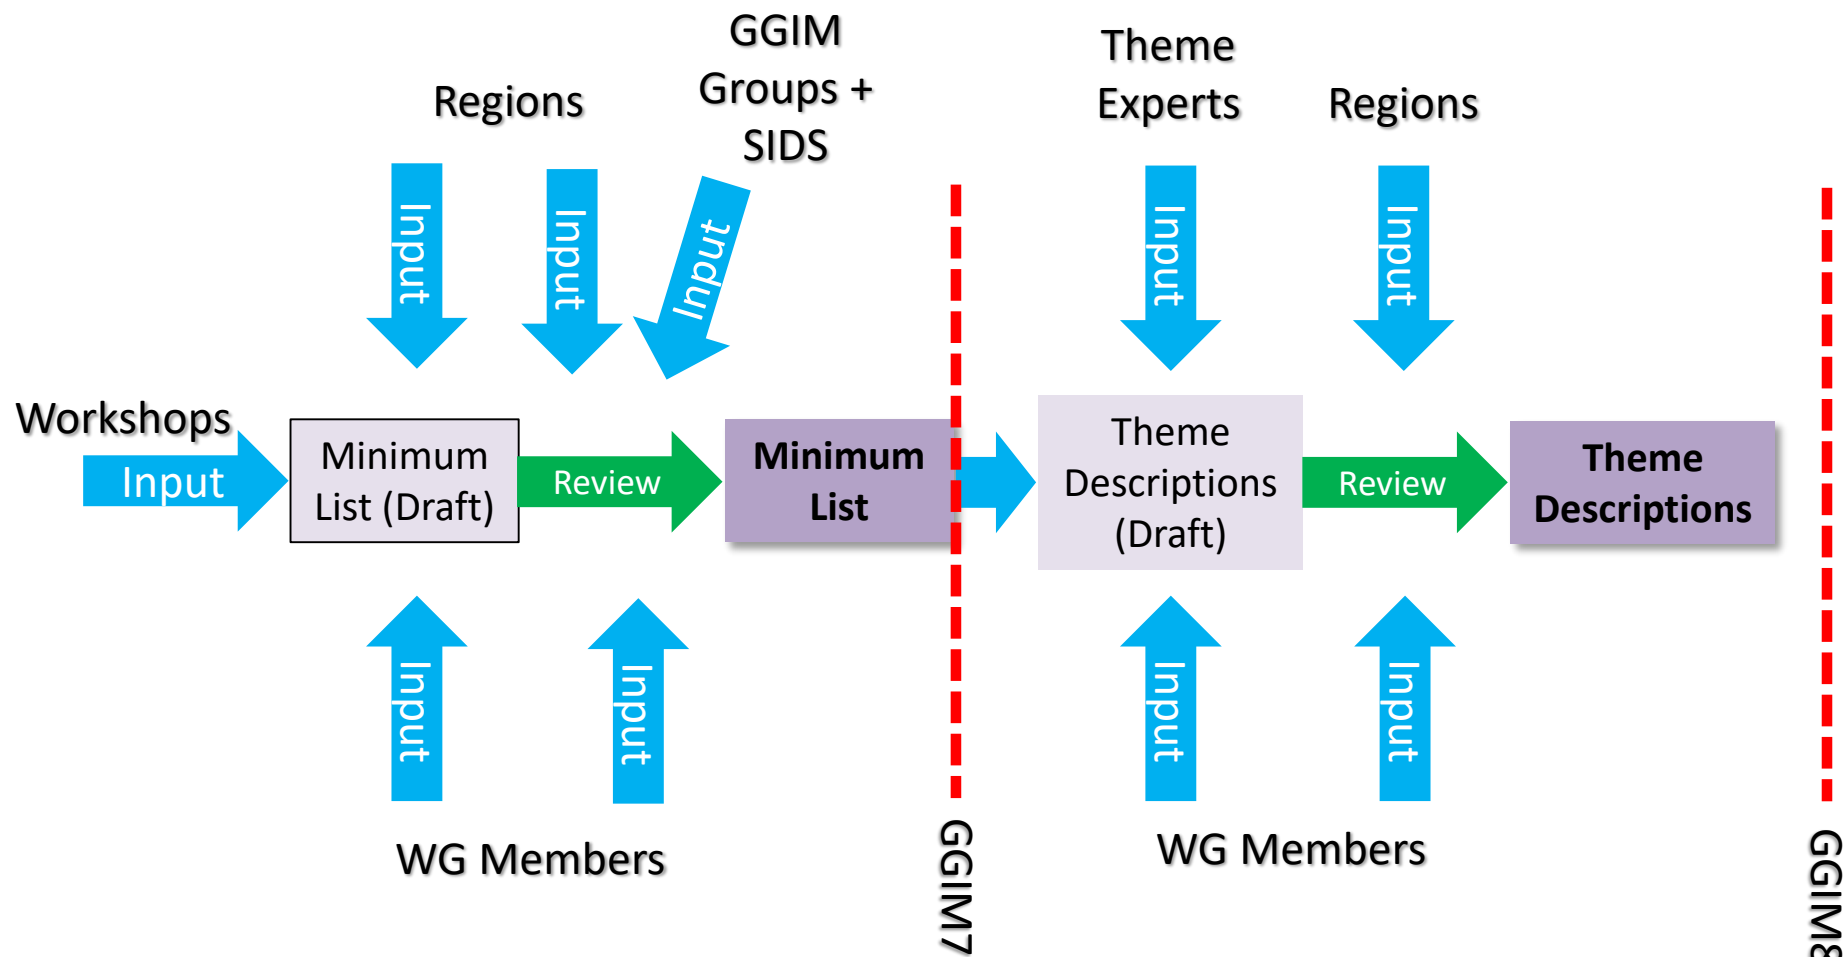 GGIM
Groups +
SIDS
Regions
Theme
Experts
Regions
Input
Input
Input
Input
Input
Workshops
Input
Minimum
List (Draft)
Review
Minimum
List
Theme
Descriptions
(Draft)
Review
Theme
Descriptions
Input
Input
Input
Input
WG Members
WG Members
GGIM7
GGIM8